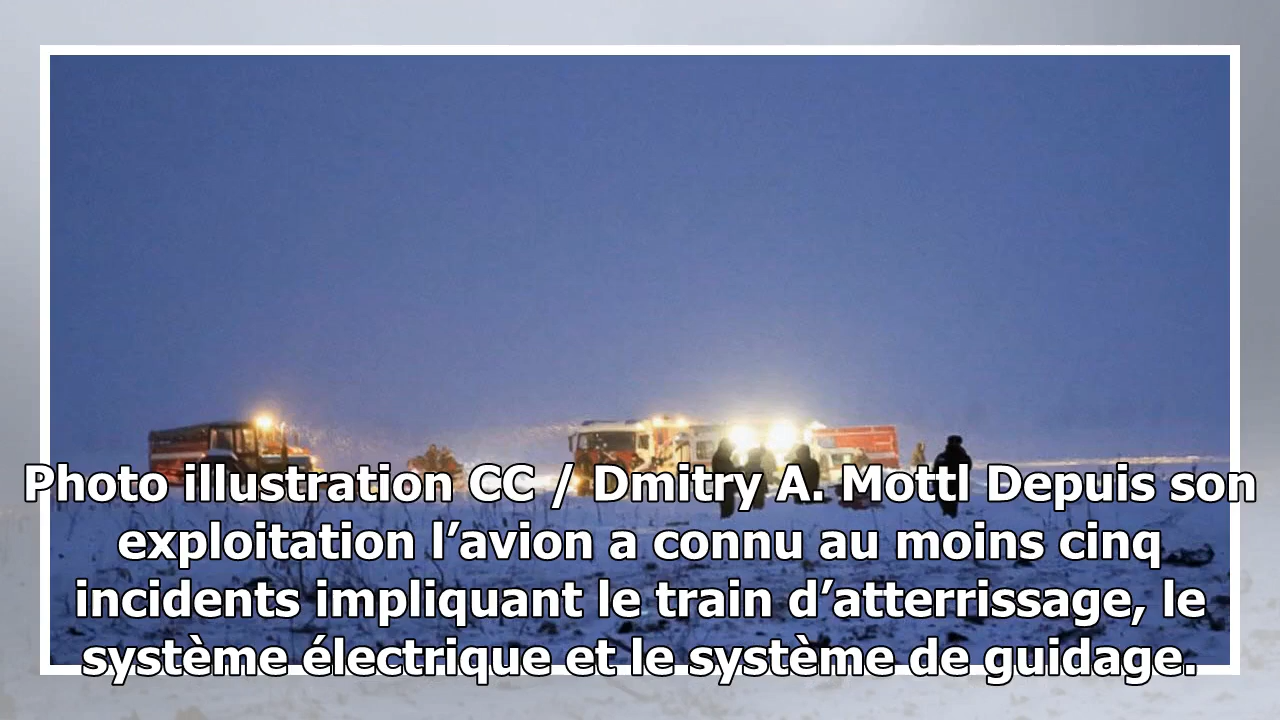 Photo illustration CC / Dmitry A. Mottl Depuis son
exploitation l’avion a connu au moins cinq
incidents impliquant le train d’atterrissage, le
système électrique et le système de guidage.